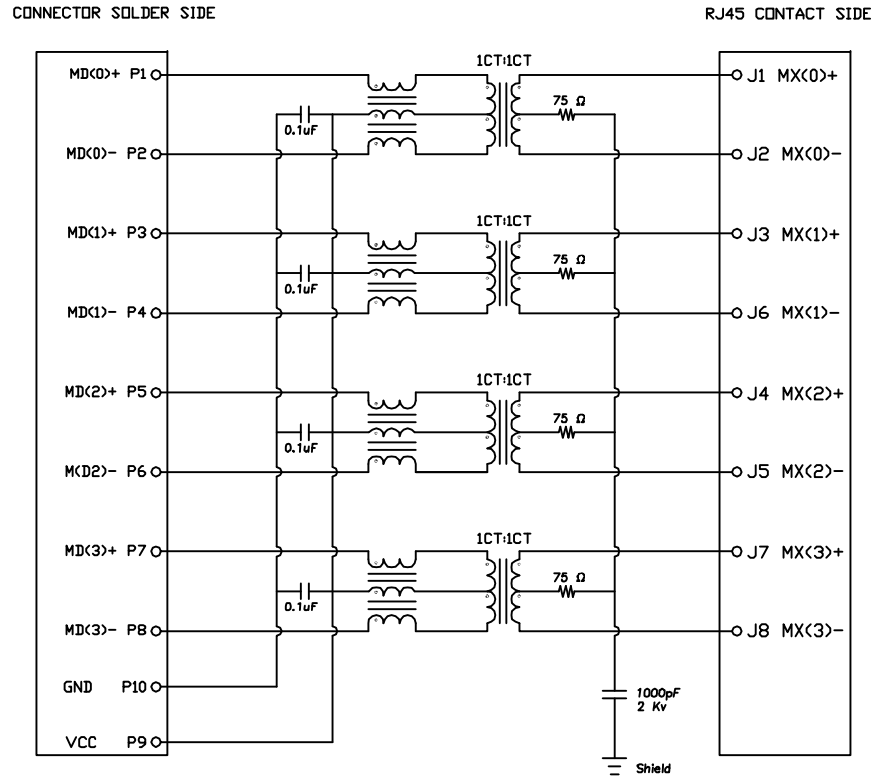 CONNECTOR SOLDER SIDE
RJ45 CONTACT SIDE
1CT:1CT
MD(0)+ P1
J1 MX(0)+
75 Ω
0.1uF
MD(0)- P2
J2 MX(0)-
1CT:1CT
MD(1)+ P3
J3 MX(1)+
75 Ω
0.1uF
MD(1)- P4
J6 MX(1)-
1CT:1CT
MD(2)+ P5
J4 MX(2)+
75 Ω
0.1uF
M(D2)- P6
J5 MX(2)-
1CT:1CT
MD(3)+ P7
J7 MX(3)+
75 Ω
0.1uF
MD(3)- P8
J8 MX(3)-
GND P10
1000pF
2 Kv
VCC P9
Shield